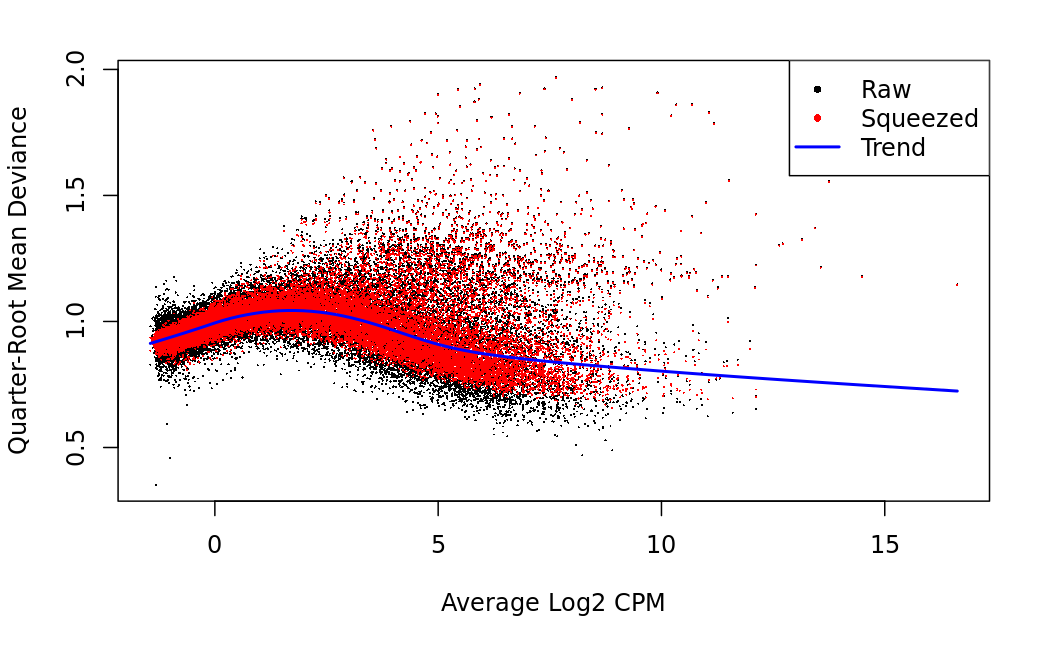 Quarter-Root Mean Deviance
2.0
1.5
1.0
0.5
Raw
Squeezed
Trend
0 5 10 15
Average Log2 CPM